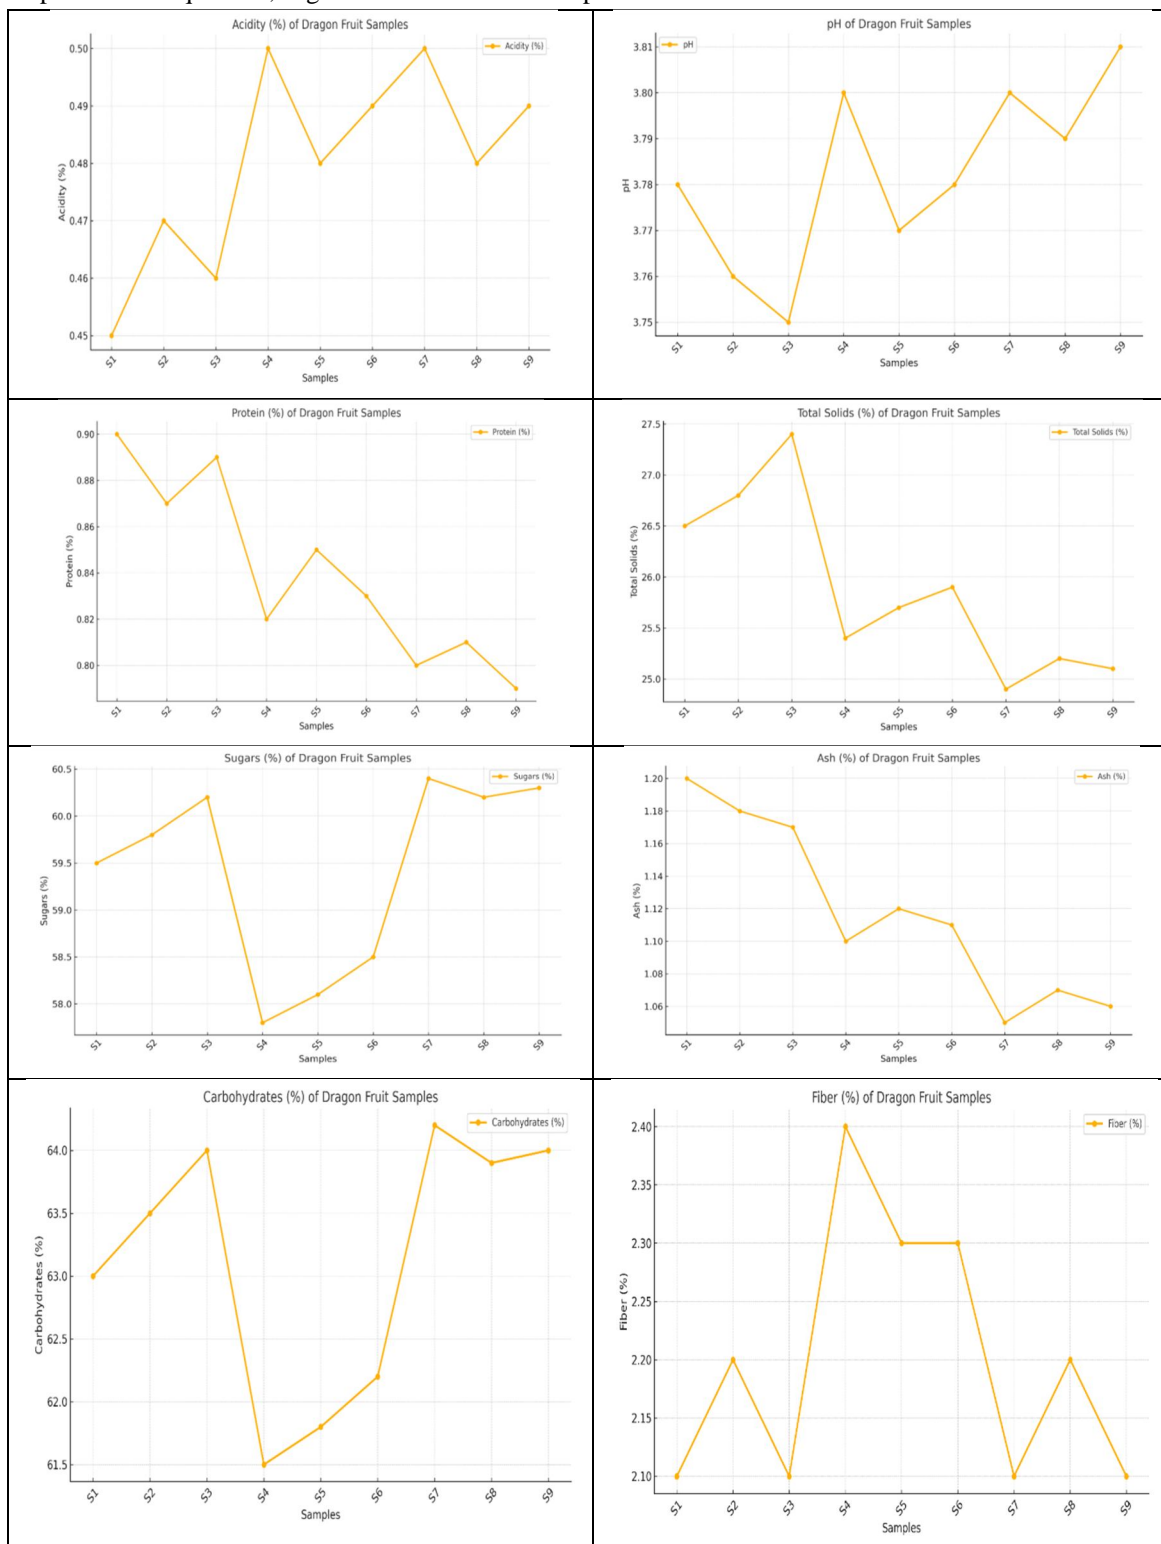 Acidity (%) of Dragon Fruit Samples
Acidity (%)
0.50
0.49
0.48
0.47
0.46
0.45
Acidity (%)
S1 S2 S3 S4 S5 S6 S7 S8 S9
Samples
pH of Dragon Fruit Samples
pH
3.81
3.80
3.79
3.78
3.77
3.76
3.75
pH
S1 S2 S3 S4 S5 S6 S7 S8 S9
Samples
Protein (%) of Dragon Fruit Samples
Protein (%)
0.90
0.88
0.86
0.84
0.82
0.80
Protein (%)
S1 S2 S3 S4 S5 S6 S7 S8 S9
Samples
Total Solids (%) of Dragon Fruit Samples
Total Solids (%)
27.5
27.0
26.5
26.0
25.5
25.0
Total Solids (%)
S1 S2 S3 S4 S5 S6 S7 S8 S9
Samples
Sugars (%) of Dragon Fruit Samples
Sugars (%)
60.5
60.0
59.5
59.0
58.5
58.0
Sugars (%)
S1 S2 S3 S4 S5 S6 S7 S8 S9
Samples
Ash (%) of Dragon Fruit Samples
Ash (%)
1.20
1.18
1.16
1.14
1.12
1.10
1.08
1.06
Ash (%)
S1 S2 S3 S4 S5 S6 S7 S8 S9
Samples
Carbohydrates (%) of Dragon Fruit Samples
Carbohydrates (%)
64.0
63.5
63.0
62.5
62.0
61.5
Carbohydrates (%)
S1 S2 S3 S4 S5 S6 S7 S8 S9
Samples
Fiber (%) of Dragon Fruit Samples
Fiber (%)
2.40
2.35
2.30
2.25
2.20
2.15
2.10
Fiber (%)
S1 S2 S3 S4 S5 S6 S7 S8 S9
Samples